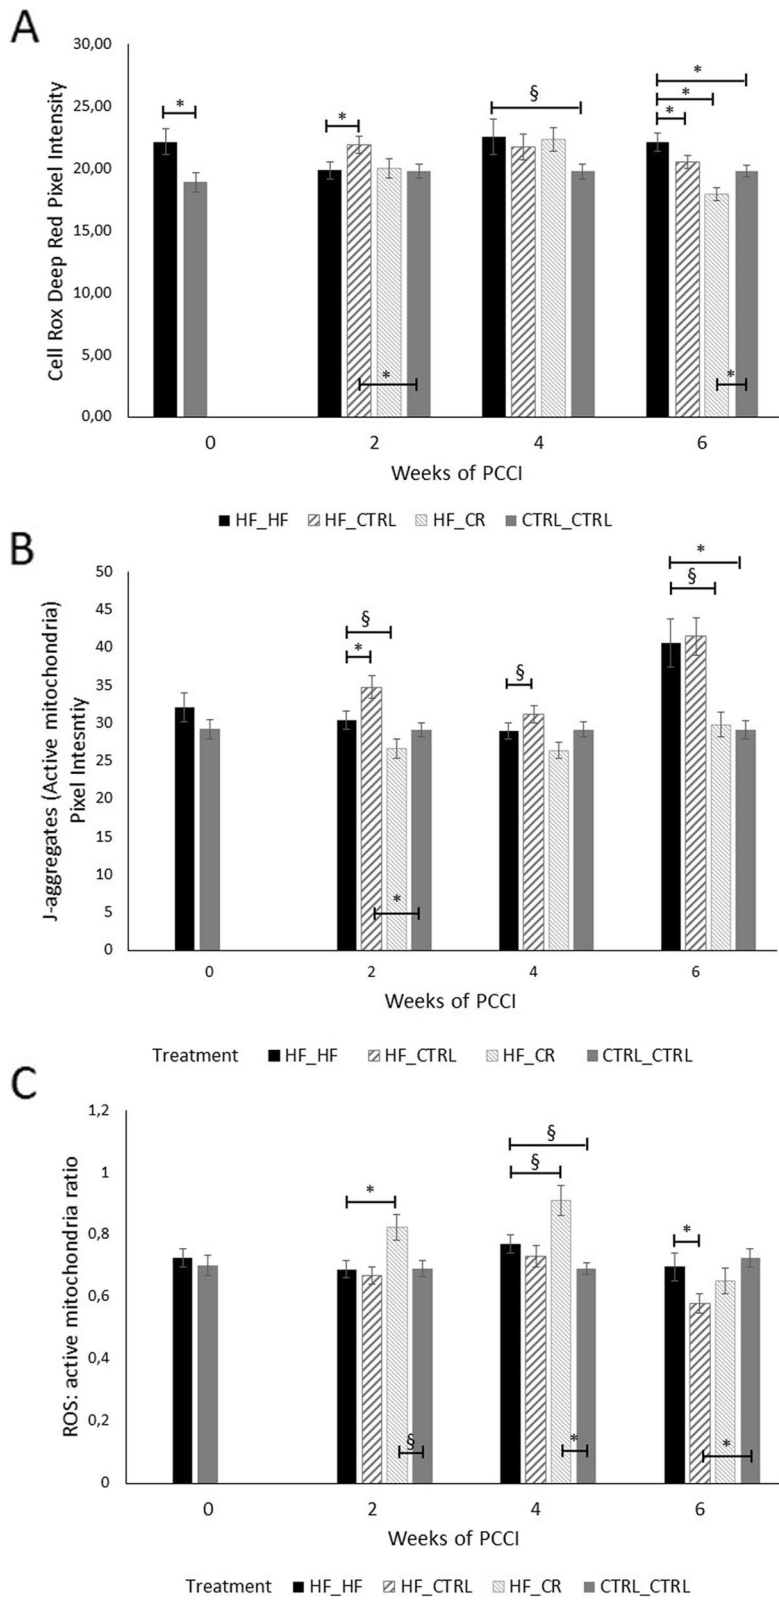 A
Cell Rox Deep Red Pixel Intensity
30,00
25,00
20,00
15,00
10,00
5,00
0,00
*
*
*
§
*
*
*
*
0
2
4
6
Weeks of PCCI
HF_HF
HF_CTRL
HF_CR
CTRL_CTRL
B
J-aggregates (Active mitochondria)
Pixel Intesntiy
50
45
40
35
30
25
20
15
10
5
0
§
*
*
§
*
§
0
2
4
6
Weeks of PCCI
Treatment
HF_HF
HF_CTRL
HF_CR
CTRL_CTRL
C
ROS: active mitochondria ratio
1,2
1
0,8
0,6
0,4
0,2
0
*
§
§
§
*
*
*
0
2
4
6
Weeks of PCCI
Treatment
HF_HF
HF_CTRL
HF_CR
CTRL_CTRL